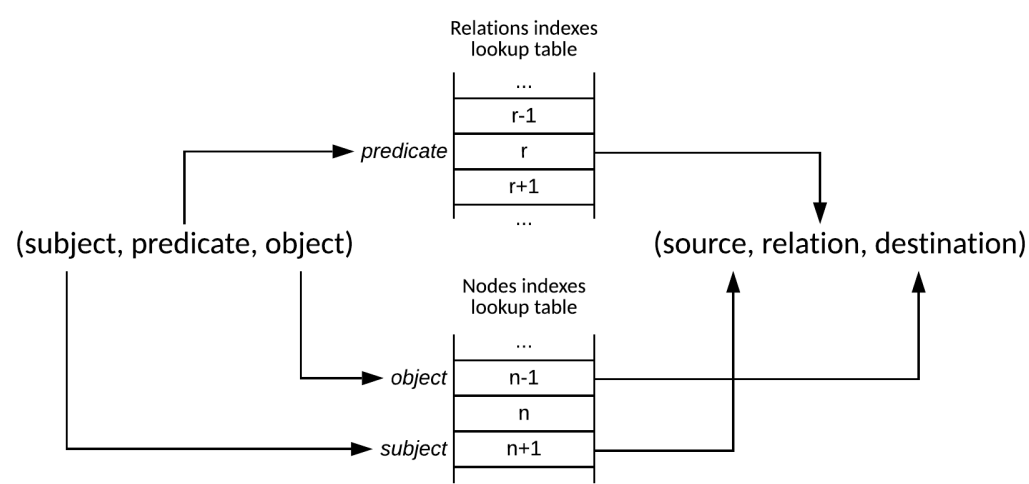 Relations indexes
lookup table
...
r-1
predicate r
r+1
...
(subject, predicate, object)
(source, relation, destination)
Nodes indexes
lookup table
...
object n-1
n
subject n+1